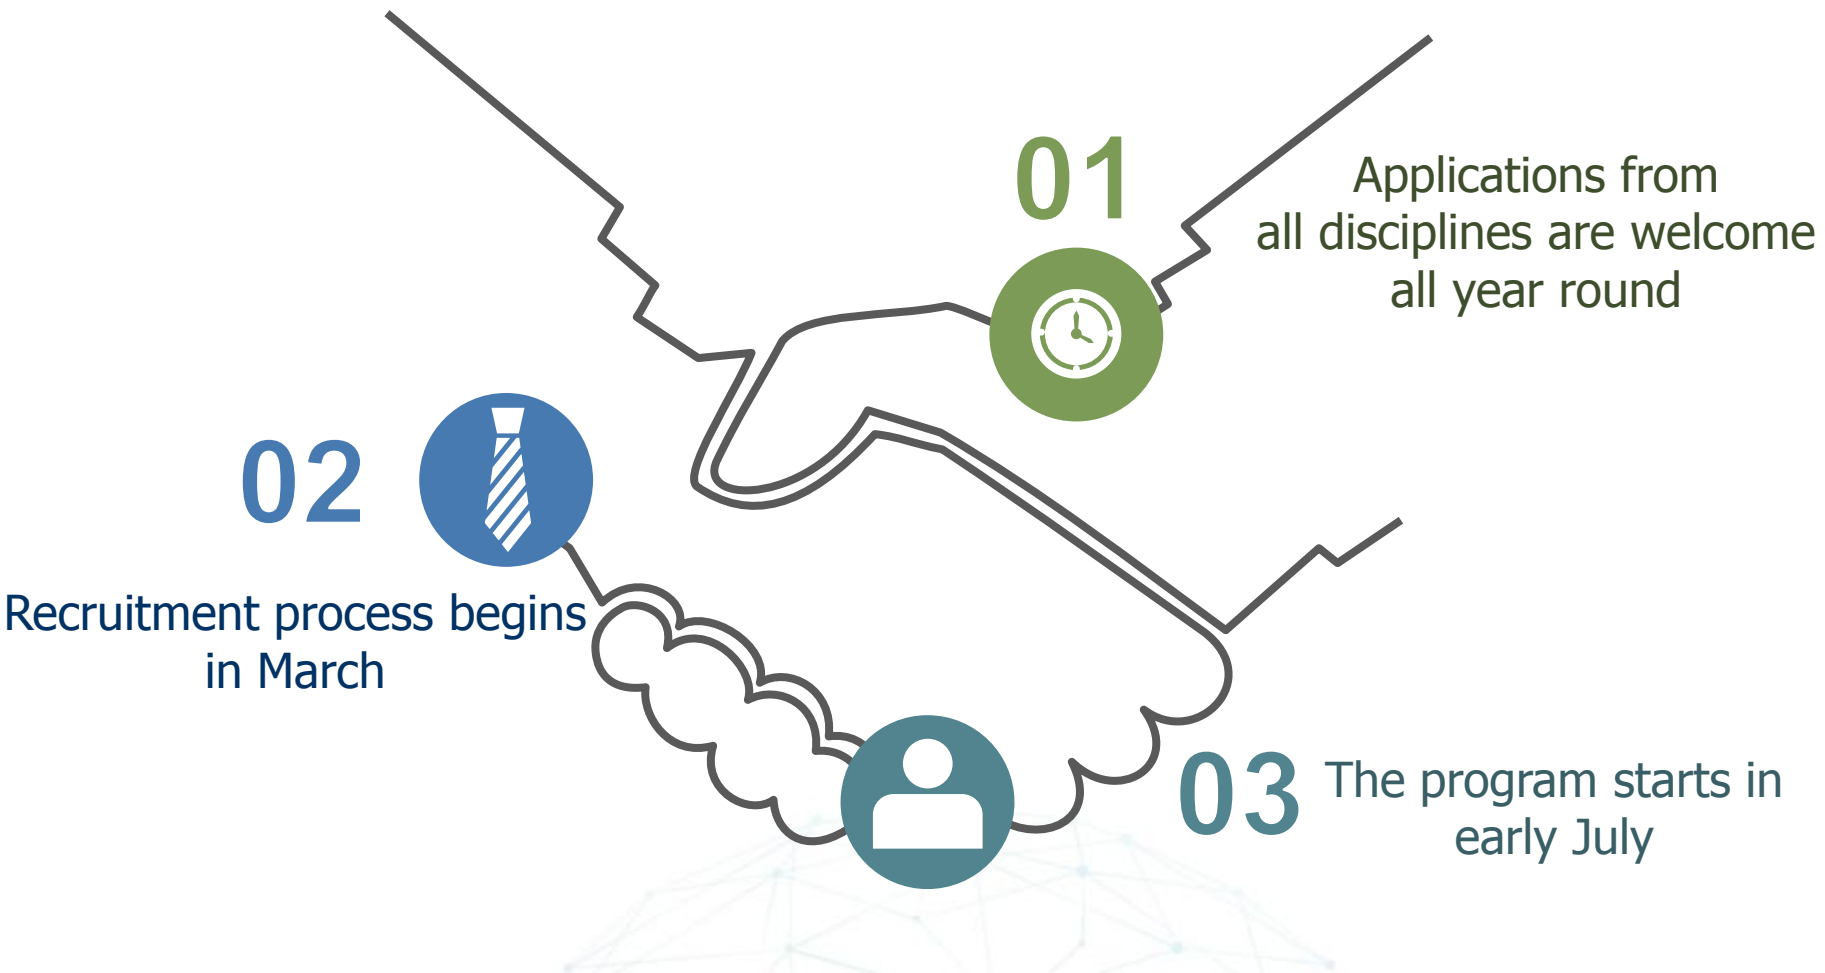 01
Applications from
all disciplines are welcome
all year round
02
Recruitment process begins
in March
03
The program starts in
early July